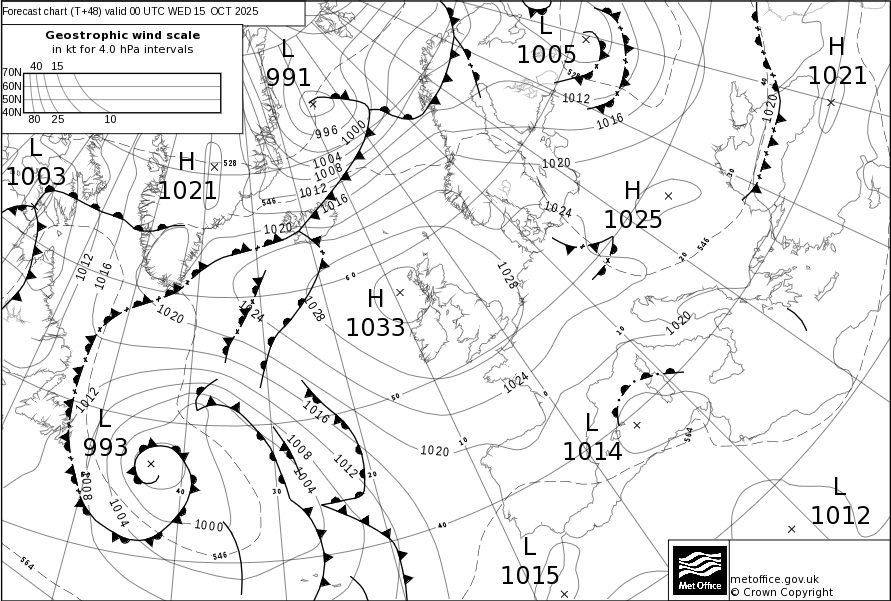 Forecast chart (T+48) valid 00 UTC WED 15 OCT 2025
Geostrophic wind scale
in kt for 4.0 hPa intervals
40 15
70N
60N
50N
40N
80 25 10
L
991
L
1005
H
1021
528
1012
1016
40
1020
996
1000
1004
1008
1012
1016
L
1003
H
1021
528
546
1020
1020
1024
H
1025
30
20
546
1012
1016
1020
1024
1028
60
H
1033
1028
1020
10
1024
0
50
1012
L
993
1016
1008
1004
1012
20
1020
10
L
1014
564
1008
50
1004
40
30
1000
546
40
564
L
1012
L
1015
Met Office
metoffice.gov.uk
© Crown Copyright